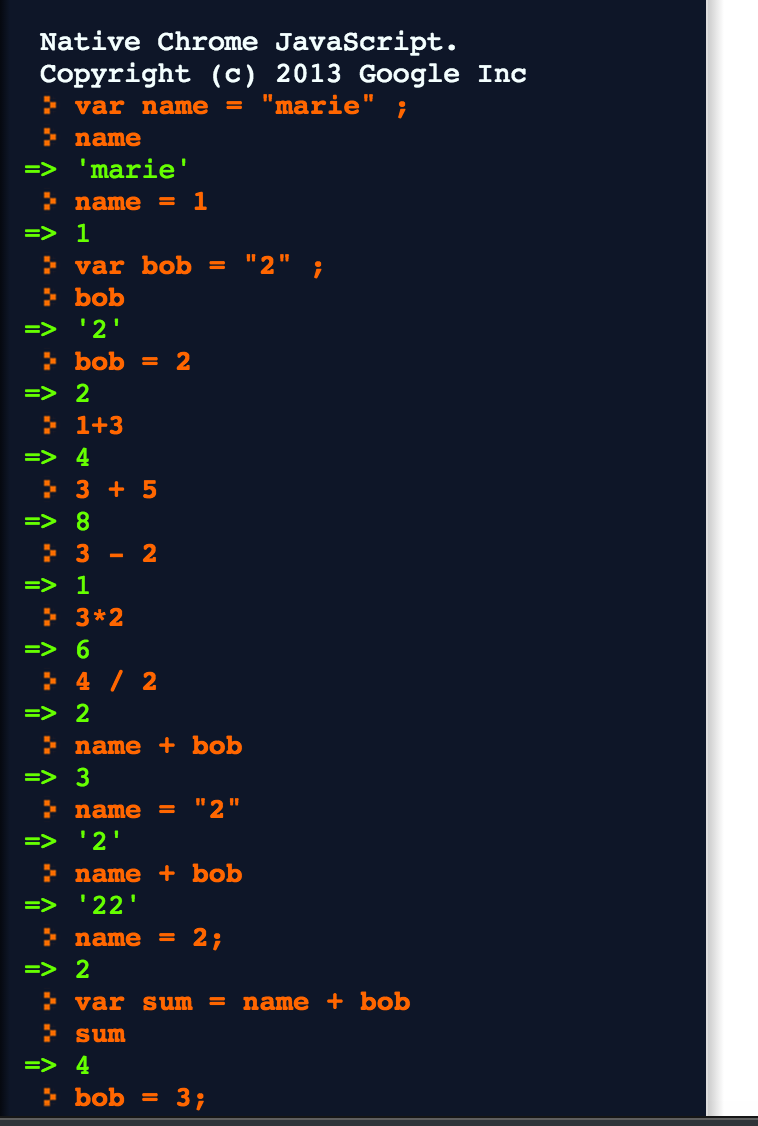 Native Chrome JavaScript.
Copyright (c) 2013 Google Inc
var name = "marie" ;
name
=> 'marie'
name = 1
=> 1
var bob = "2" ;
bob
=> '2'
bob = 2
=> 2
1+3
=> 4
3 + 5
=> 8
3 - 2
=> 1
3*2
=> 6
4 / 2
=> 2
name + bob
=> 3
name = "2"
=> '2'
name + bob
=> '22'
name = 2;
=> 2
var sum = name + bob
sum
=> 4
bob = 3;